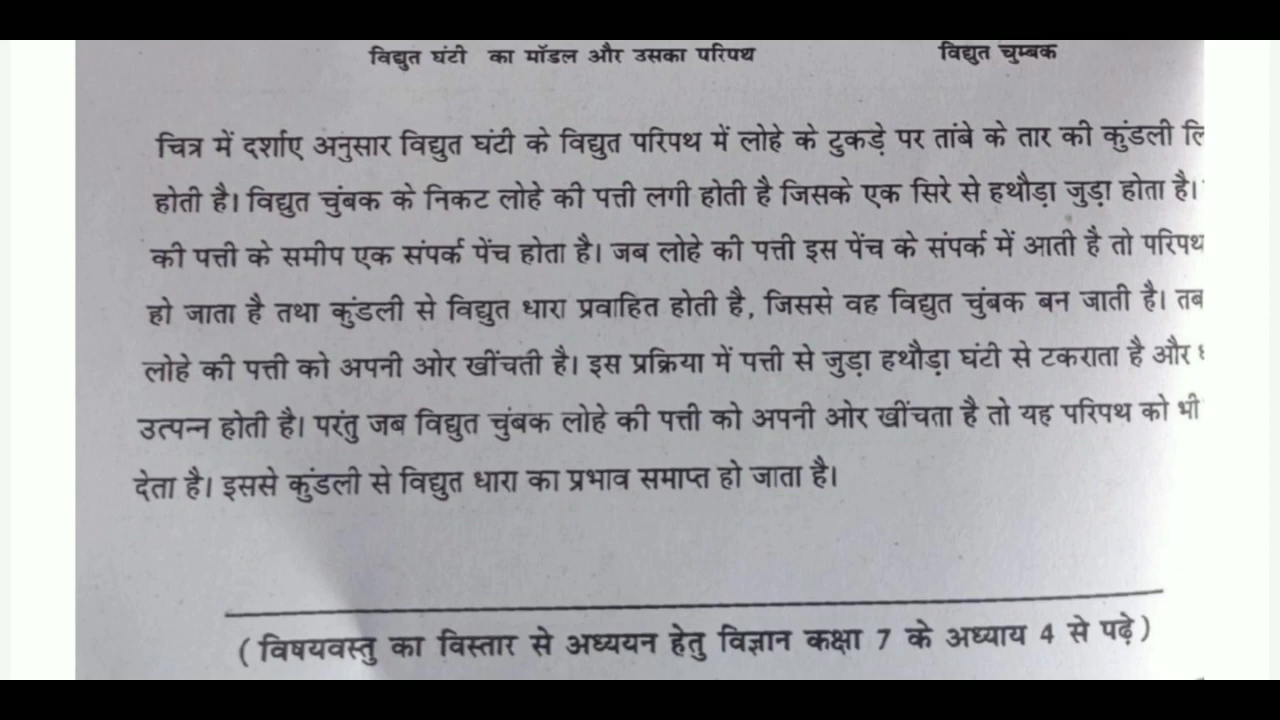 विद्युत घंटी का मॉडल और उसका परिपथ विद्युत चुम्बक
चित्र में दर्शाए अनुसार विद्युत घंटी के विद्युत परिपथ में लोहे के टुकड़े पर तांबे के तार की कुंडली
होती है। विद्युत चुंबक के निकट लोहे की पत्ती लगी होती है जिसके एक सिरे से हथौड़ा जुड़ा होता है।
की पत्ती के समीप एक संपर्क पेंच होता है। जब लोहे की पत्ती इस पेंच के संपर्क में आती है तो परिपथ
हो जाता है तथा कुंडली से विद्युत धारा प्रवाहित होती है, जिससे वह विद्युत चुंबक बन जाती है। तब
लोहे की पत्ती को अपनी ओर खींचती है। इस प्रक्रिया में पत्ती से जुड़ा हथौड़ा घंटी से टकराता है और
उत्पन्न होती है। परंतु जब विद्युत चुंबक लोहे की पत्ती को अपनी ओर खींचता है तो यह परिपथ को भी
देता है। इससे कुंडली से विद्युत धारा का प्रभाव समाप्त हो जाता है।
( विषयवस्तु का विस्तार से अध्ययन हेतु विज्ञान कक्षा 7 के अध्याय 4 से पढ़े )